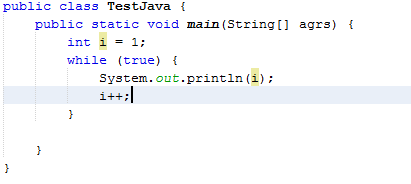 public class TestJava {
    public static void main(String[] agrs) {
        int i = 1;
        while (true) {
            System.out.println(i);
            i++;
        }

    }
}